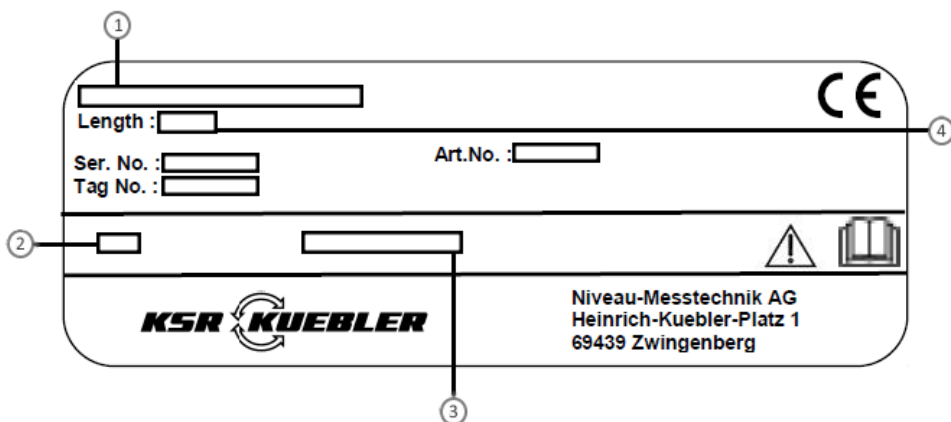 1
CE
Length :
4
Ser. No. :
Art.No. :
Tag No. :
2
KSR KUEBLER
Niveau-Messtechnik AG
Heinrich-Kuebler-Platz 1
69439 Zwingenberg
3